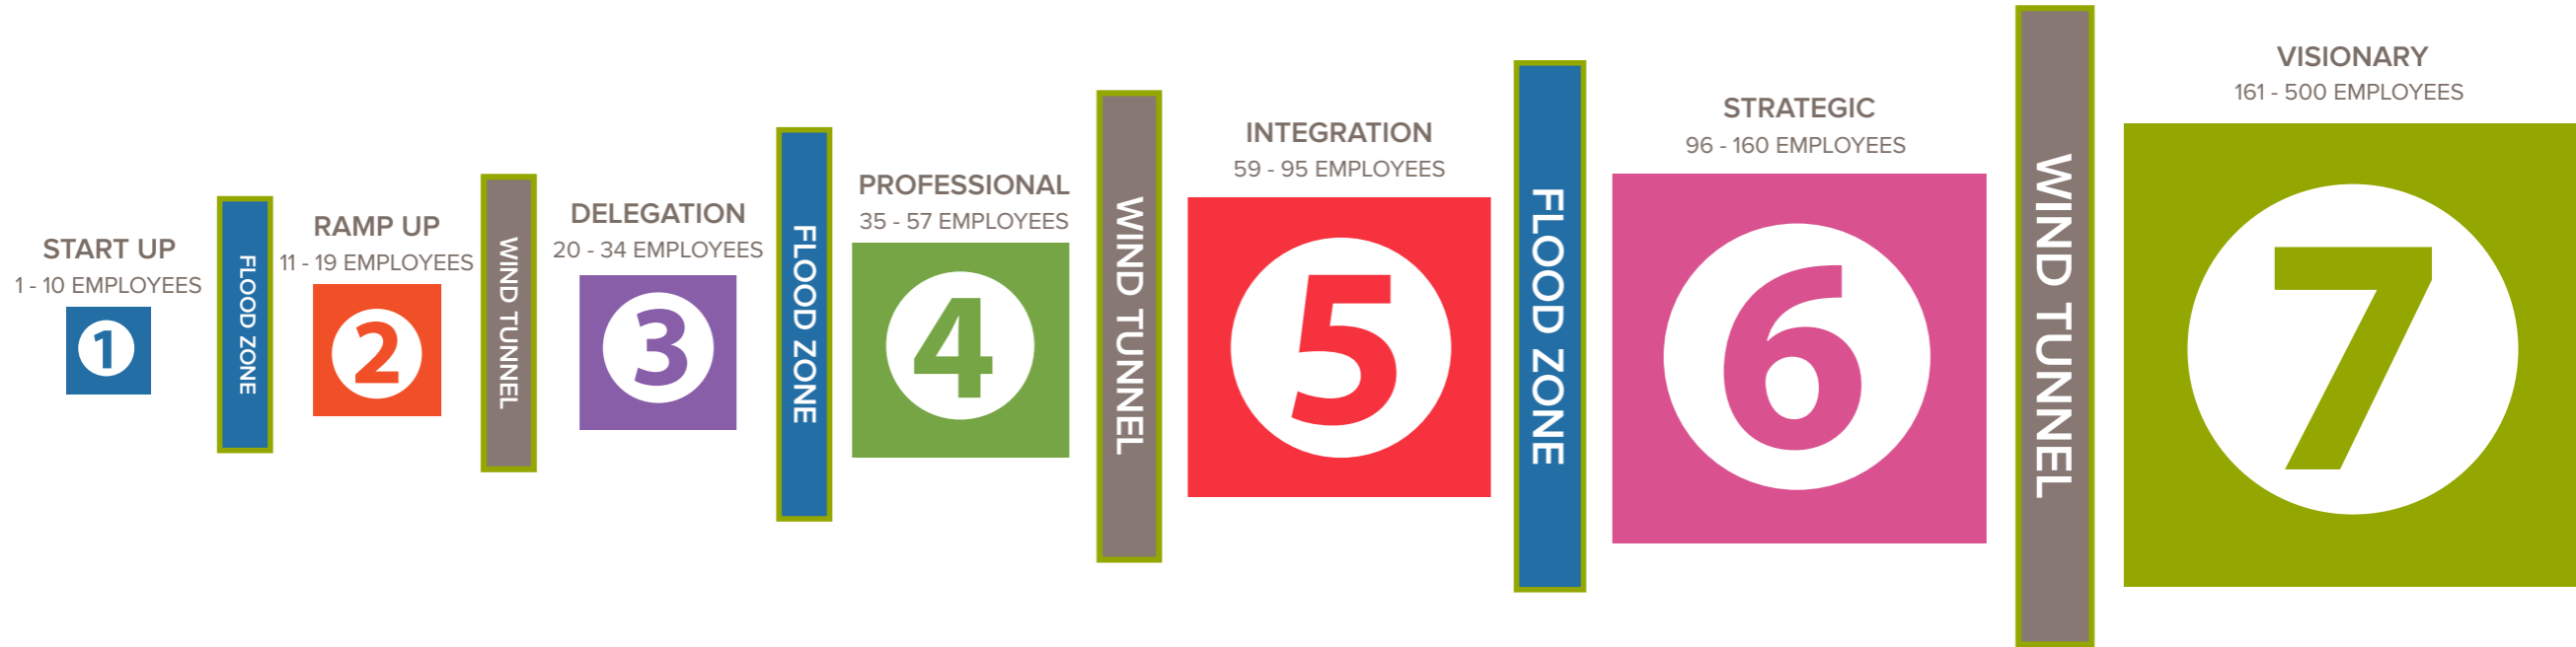 START UP
1 - 10 EMPLOYEES
1
FLOOD ZONE
RAMP UP
11 - 19 EMPLOYEES
2
WIND TUNNEL
DELEGATION
20 - 34 EMPLOYEES
3
FLOOD ZONE
PROFESSIONAL
35 - 57 EMPLOYEES
4
WIND TUNNEL
INTEGRATION
59 - 95 EMPLOYEES
5
FLOOD ZONE
STRATEGIC
96 - 160 EMPLOYEES
6
WIND TUNNEL
VISIONARY
161 - 500 EMPLOYEES
7